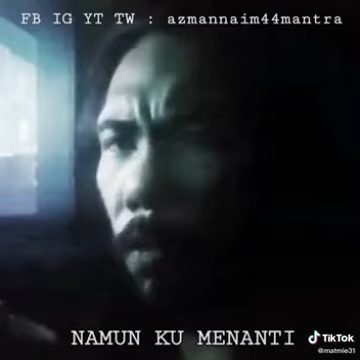 FB IG YT TW : azmannaim44mantra
NAMUN KU MENANTI
TikTok
@matmie31